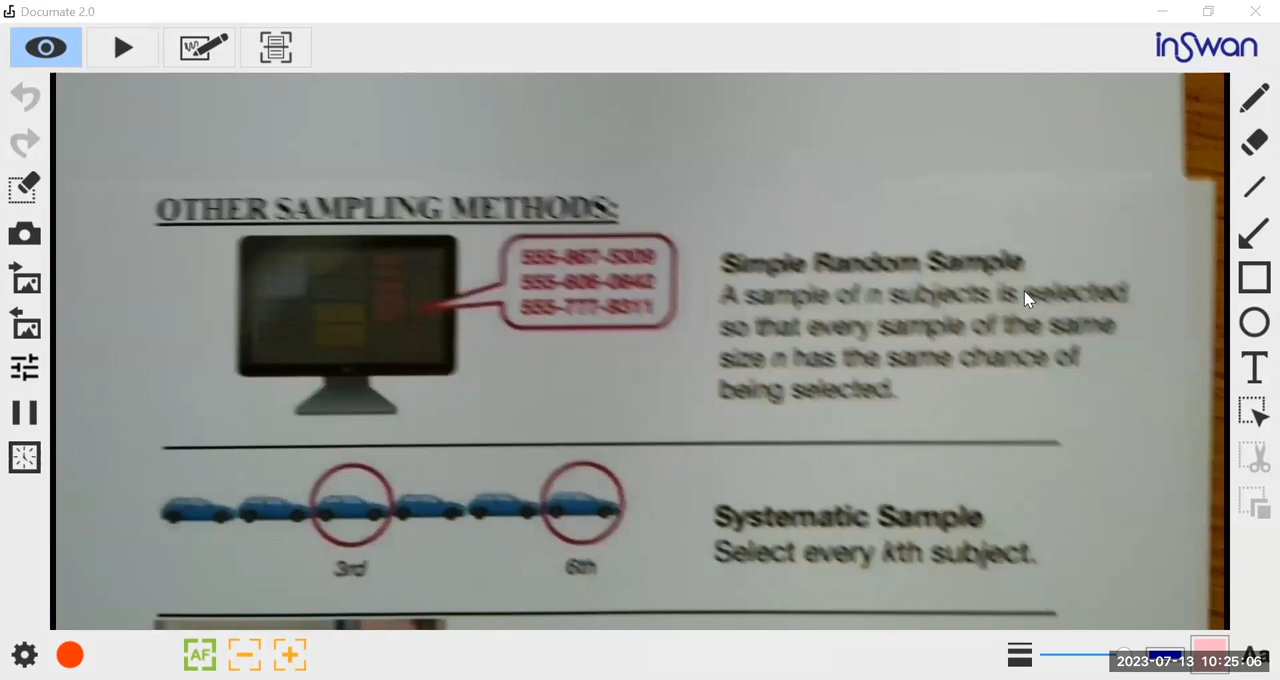 Documate 2.0
inSwan
OTHER SAMPLING METHODS:
555-867-5309
555-606-0842
555-777-9311
Simple Random Sample
A sample of n subjects is selected
so that every sample of the same
size n has the same chance of
being selected.
3rd
6th
Systematic Sample
Select every kth subject.
AF
T
Aa
2023-07-13 10:25:06